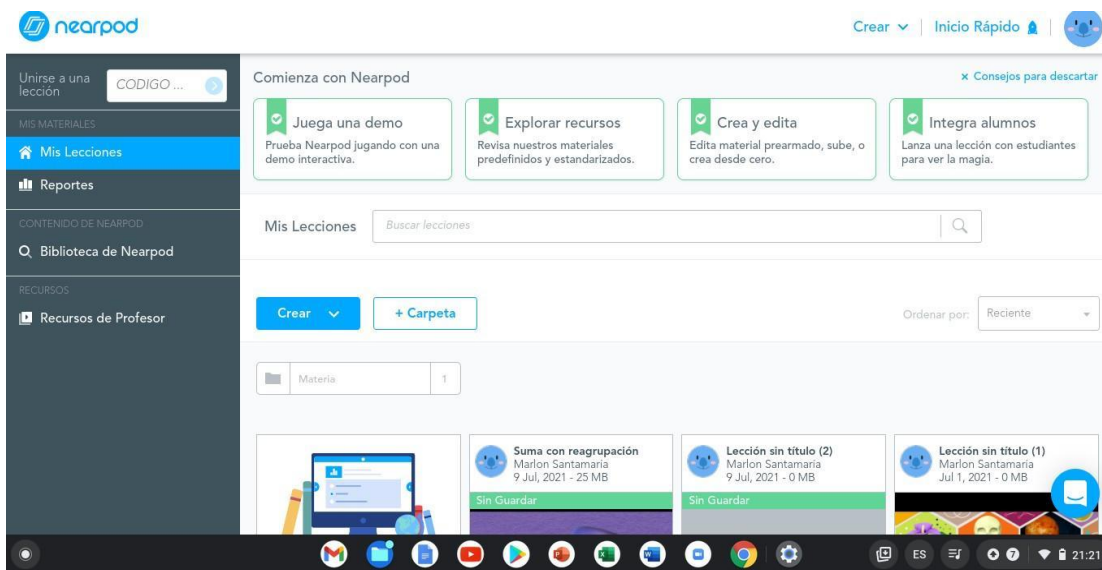 nearpod
Crear
Inicio Rápido
Unirse a una
lección
CODIGO ...
MIS MATERIALES
Mis Lecciones
Reportes
CONTENIDO DE NEARPOD
Biblioteca de Nearpod
RECURSOS
Recursos de Profesor
Comienza con Nearpod
× Consejos para descartar
Juega una demo
Prueba Nearpod jugando con una
demo interactiva.
Explorar recursos
Revisa nuestros materiales
predefinidos y estandarizados.
Crea y edita
Edita material prearmado, sube, o
crea desde cero.
Integra alumnos
Lanza una lección con estudiantes
para ver la magia.
Mis Lecciones
Buscar lecciones
Crear
+ Carpeta
Ordenar por:
Reciente
Materia
1
Suma con reagrupación
Marlon Santamaria
9 Jul, 2021 - 25 MB
Sin Guardar
Lección sin título (2)
Marlon Santamaria
9 Jul, 2021 - 0 MB
Sin Guardar
Lección sin título (1)
Marlon Santamaria
Jul 1, 2021 - 0 MB
ES
7
21:21